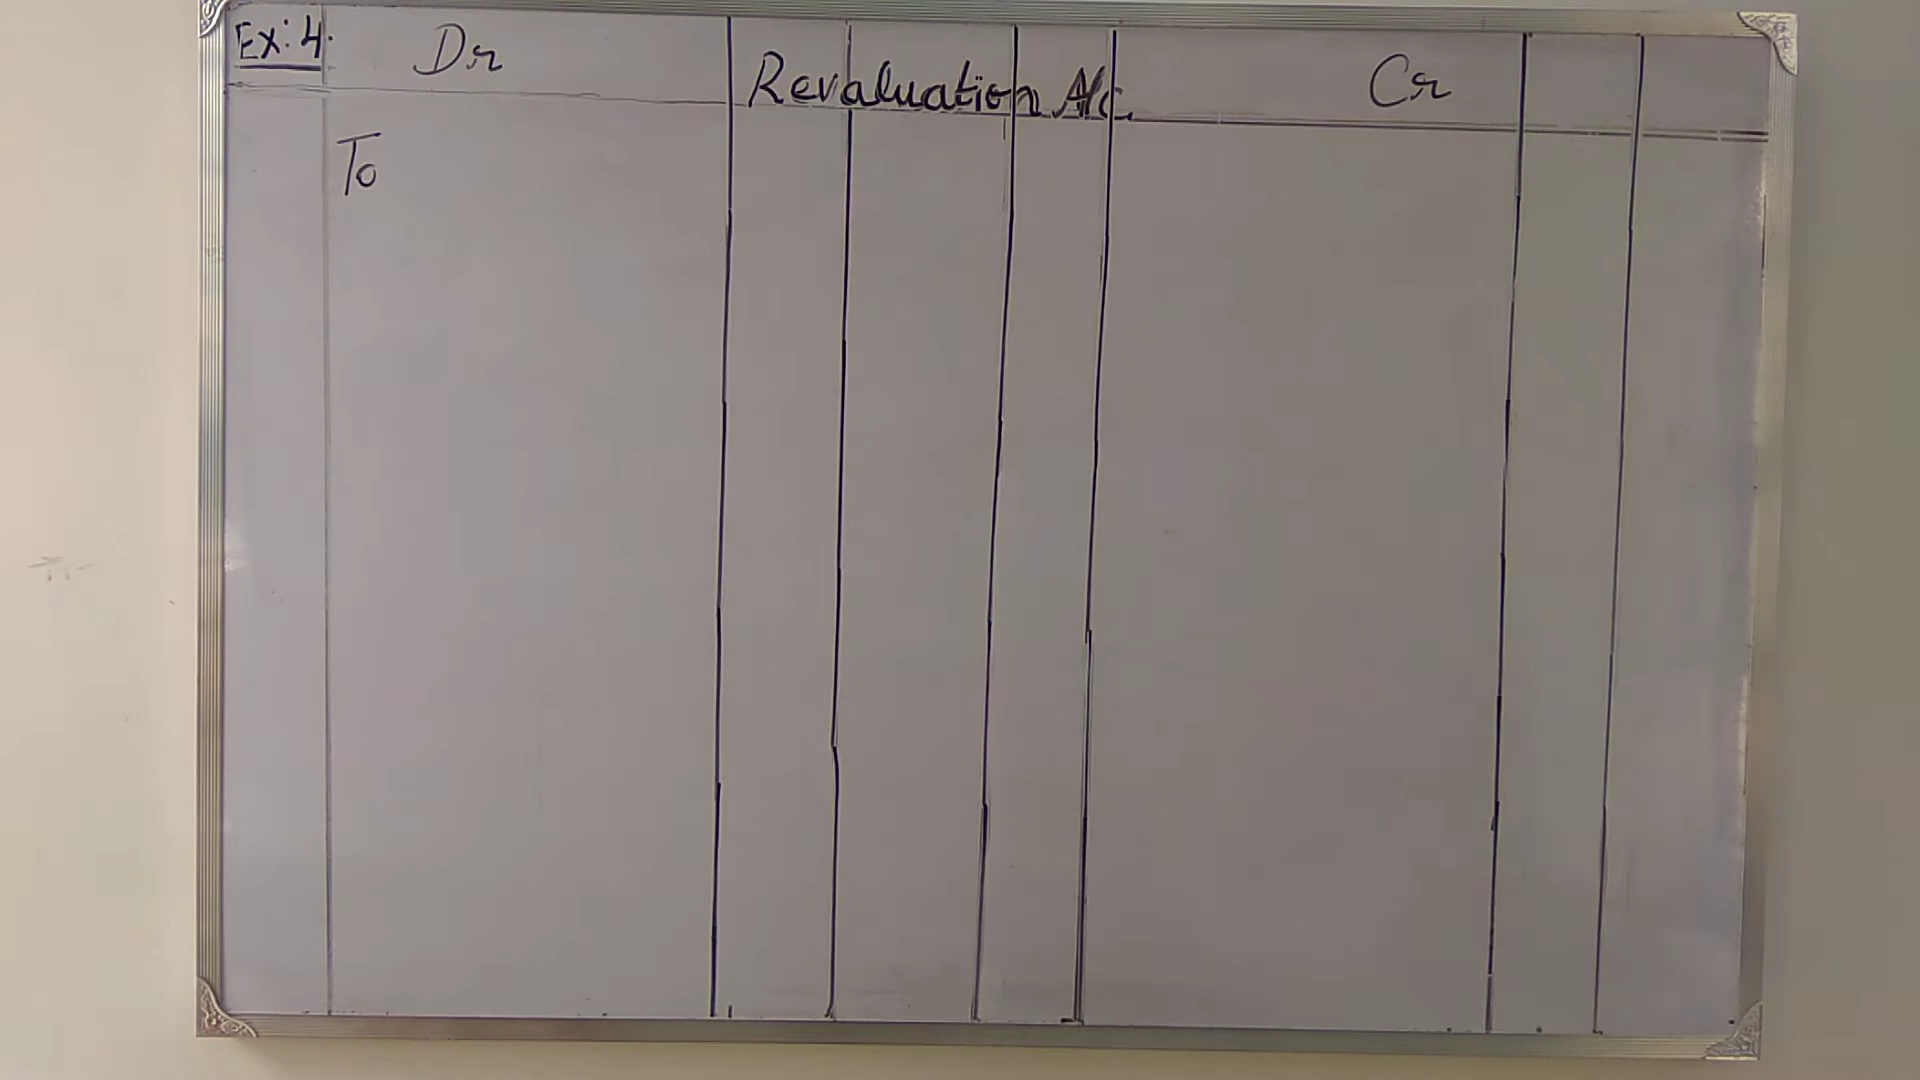 Ex: 4.
Dr
Revaluation A/c.
Cr
To